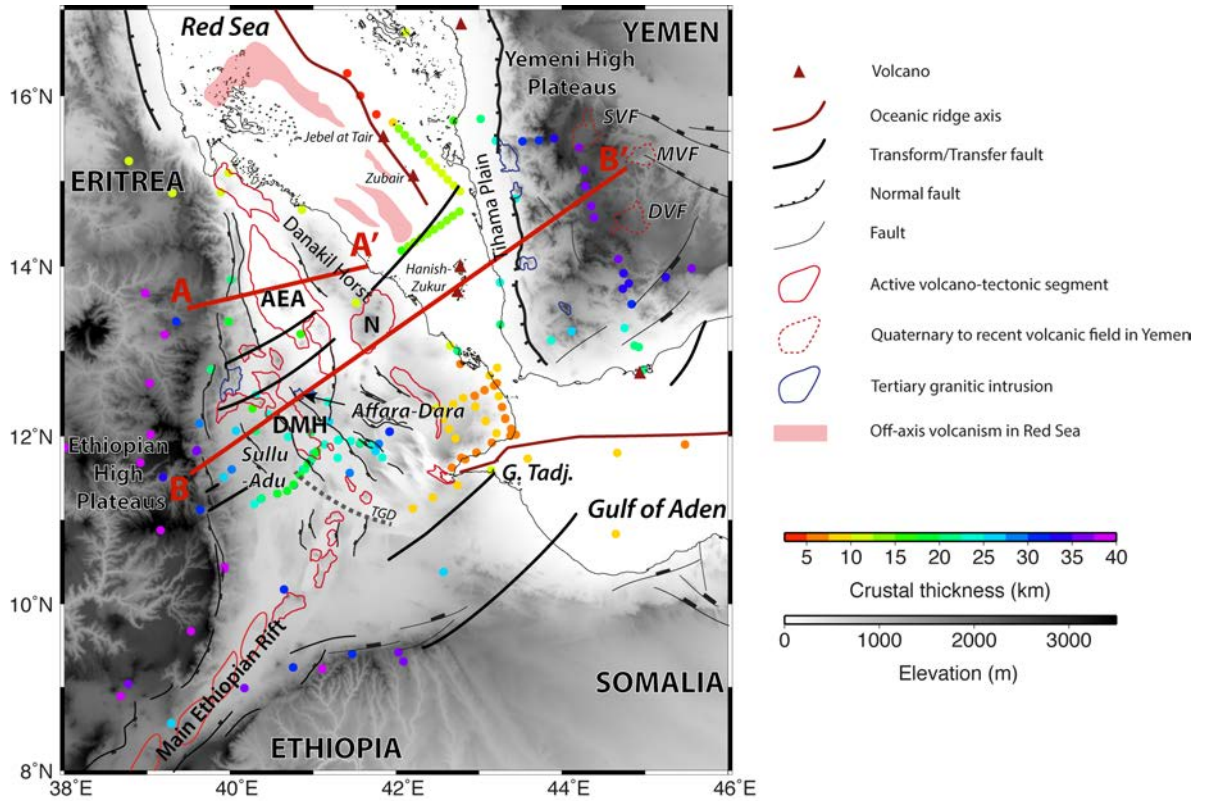 Red Sea
YEMEN
Yemeni High
Plateaus
SVF
MVF
DVF
B'
Jebel at Tair
Zubair
Tihama Plain
ERITREA
Danakil Horst
A'
A
AEA
N
Hanish-
Zukur
Affara-Dara
DMH
Ethiopian
High
Plateaus
B
Sullu
-Adu
TGD
G. Tadj.
Gulf of Aden
Main Ethiopian Rift
SOMALIA
ETHIOPIA
16°N
14°N
12°N
10°N
8°N
38°E
40°E
42°E
44°E
46°E
Volcano
Oceanic ridge axis
Transform/Transfer fault
Normal fault
Fault
Active volcano-tectonic segment
Quaternary to recent volcanic field in Yemen
Tertiary granitic intrusion
Off-axis volcanism in Red Sea
5 10 15 20 25 30 35 40
Crustal thickness (km)
0 1000 2000 3000
Elevation (m)